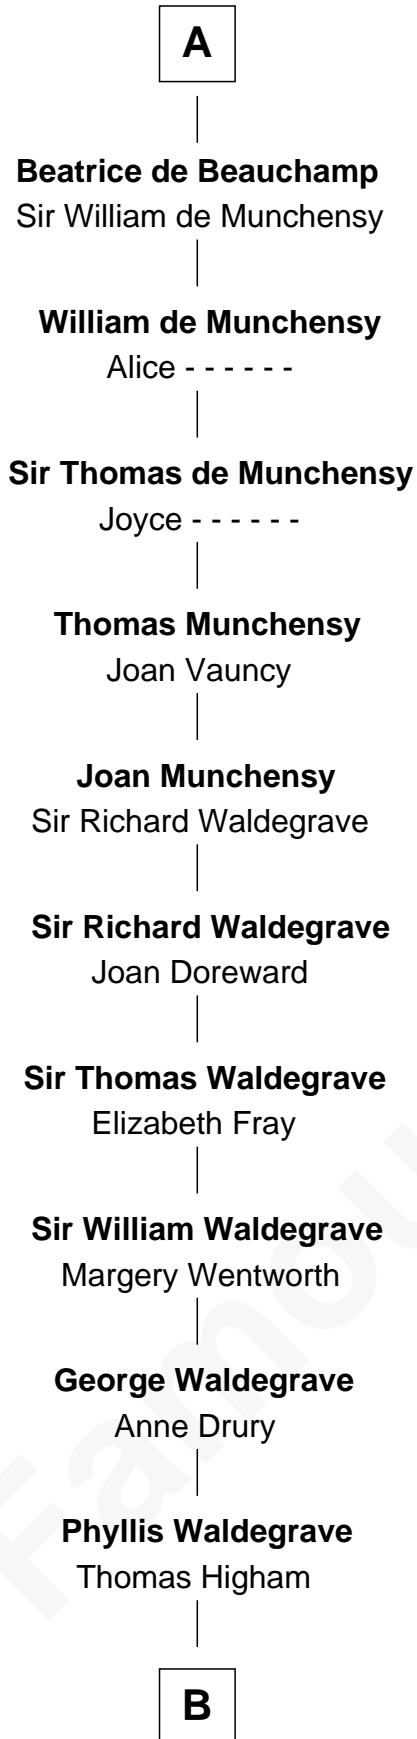 A
Beatrice de Beauchamp
Sir William de Munchensy
William de Munchensy
Alice - - - - - -
Sir Thomas de Munchensy
Joyce - - - - - -
Thomas Munchensy
Joan Vauncy
Joan Munchensy
Sir Richard Waldegrave
Sir Richard Waldegrave
Joan Doreward
Sir Thomas Waldegrave
Elizabeth Fray
Sir William Waldegrave
Margery Wentworth
George Waldegrave
Anne Drury
Phyllis Waldegrave
Thomas Higham
B
Famou